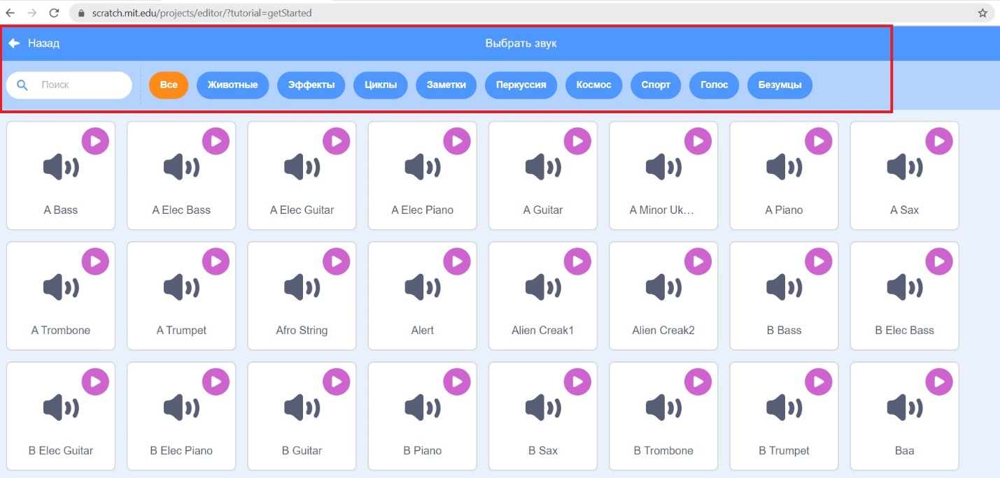 scratch.mit.edu/projects/editor/?tutorial=getStarted
Назад
Выбрать звук
Поиск
Все
Животные
Эффекты
Циклы
Заметки
Перкуссия
Космос
Спорт
Голос
Безумцы
A Bass
A Elec Bass
A Elec Guitar
A Elec Piano
A Guitar
A Minor Uk…
A Piano
A Sax
A Trombone
A Trumpet
Afro String
Alert
Alien Creak1
Alien Creak2
B Bass
B Elec Bass
B Elec Guitar
B Elec Piano
B Guitar
B Piano
B Sax
B Trombone
B Trumpet
Baa